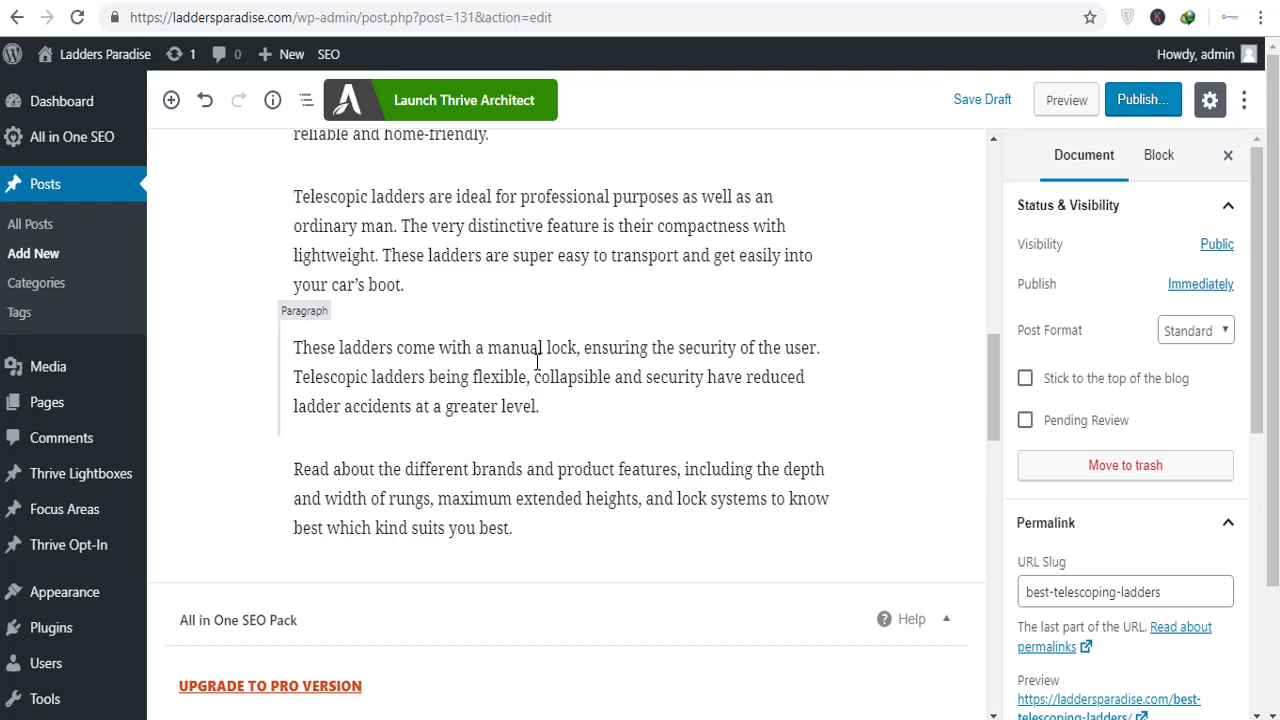 https://laddersparadise.com/wp-admin/post.php?post=131&action=edit
Ladders Paradise
1
0
New
SEO
Howdy, admin
Dashboard
All in One SEO
Posts
All Posts
Add New
Categories
Tags
Media
Pages
Comments
Thrive Lightboxes
Focus Areas
Thrive Opt-In
Appearance
Plugins
Users
Tools
Launch Thrive Architect
Save Draft
Preview
Publish...
reliable and home-friendly.
Telescopic ladders are ideal for professional purposes as well as an
ordinary man. The very distinctive feature is their compactness with
lightweight. These ladders are super easy to transport and get easily into
your car’s boot.
Paragraph
These ladders come with a manual lock, ensuring the security of the user.
Telescopic ladders being flexible, collapsible and security have reduced
ladder accidents at a greater level.
Read about the different brands and product features, including the depth
and width of rungs, maximum extended heights, and lock systems to know
best which kind suits you best.
All in One SEO Pack
Help
UPGRADE TO PRO VERSION
Document
Block
Status & Visibility
Visibility
Public
Publish
Immediately
Post Format
Standard
Stick to the top of the blog
Pending Review
Move to trash
Permalink
URL Slug
best-telescoping-ladders
The last part of the URL. Read about
permalinks
Preview
https://laddersparadise.com/best-
telescoping-ladders/